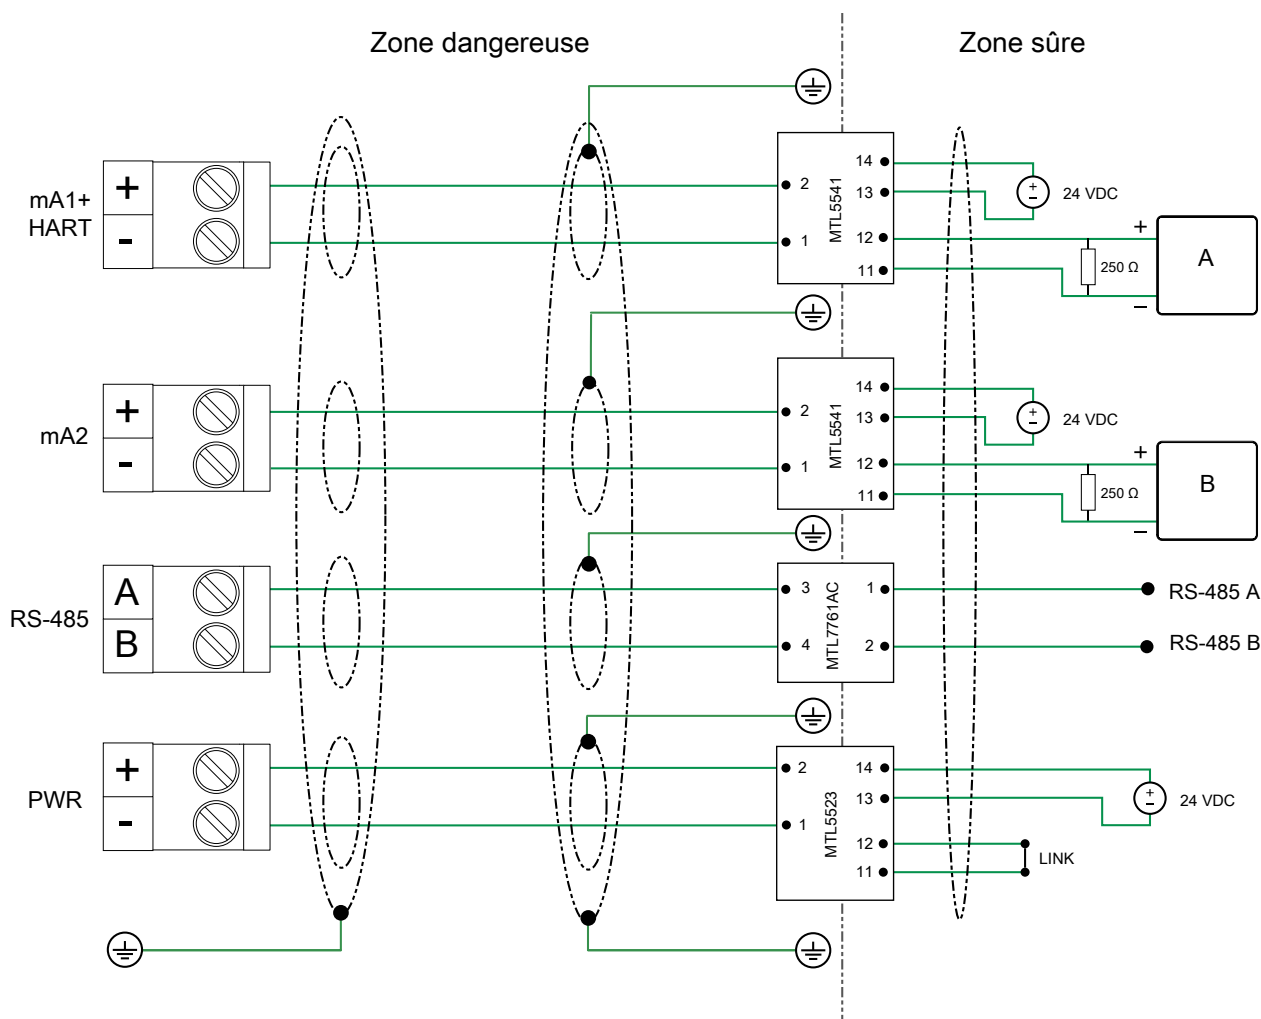 Zone dangereuse
Zone sûre
mA1+
HART
+
-
2
1
MTL5541
14
13
12
11
+
-
24 VDC
250 Ω
+
A
–
mA2
+
-
2
1
MTL5541
14
13
12
11
+
-
24 VDC
250 Ω
+
B
–
RS-485
A
B
3
4
MTL7761AC
1
2
RS-485 A
RS-485 B
PWR
+
-
2
1
MTL5523
14
13
12
11
+
-
24 VDC
LINK